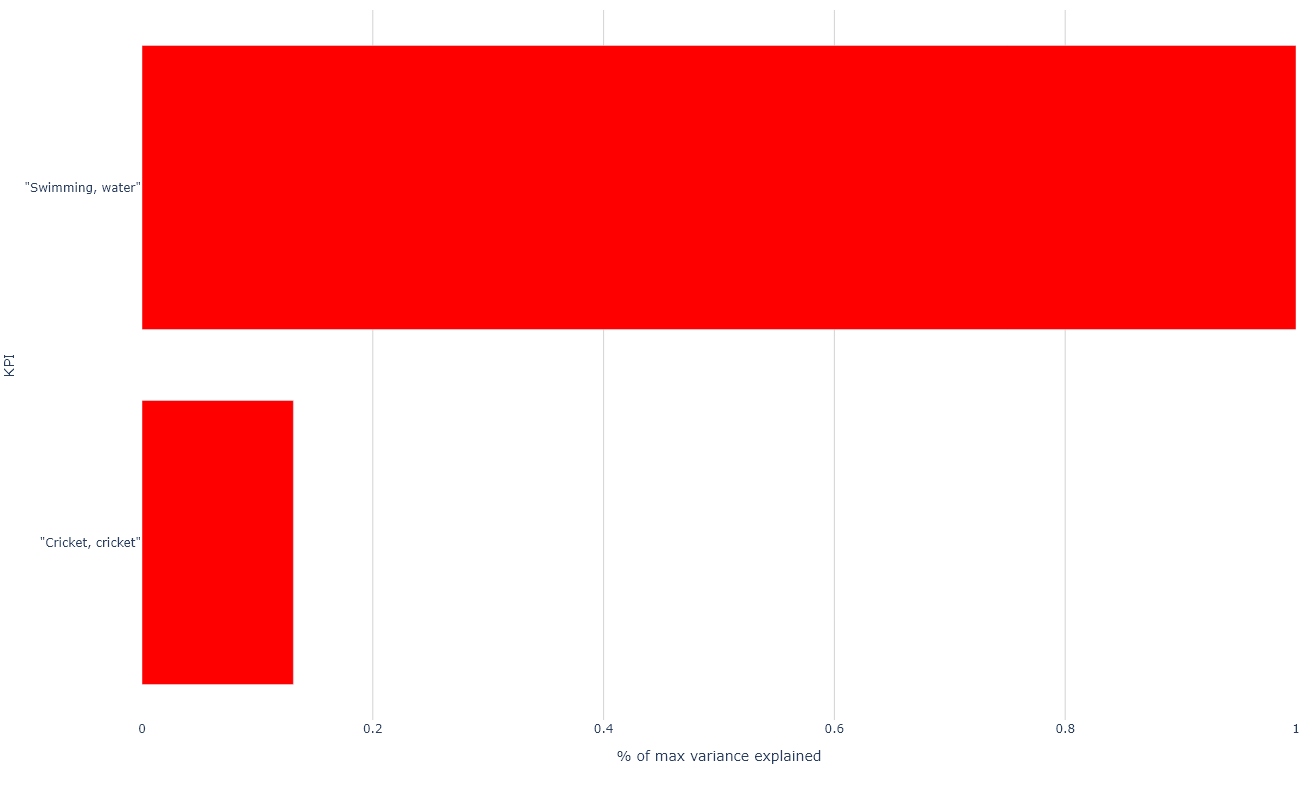 "Swimming, water"
KPI
"Cricket, cricket"
0 0.2 0.4 0.6 0.8 1
% of max variance explained